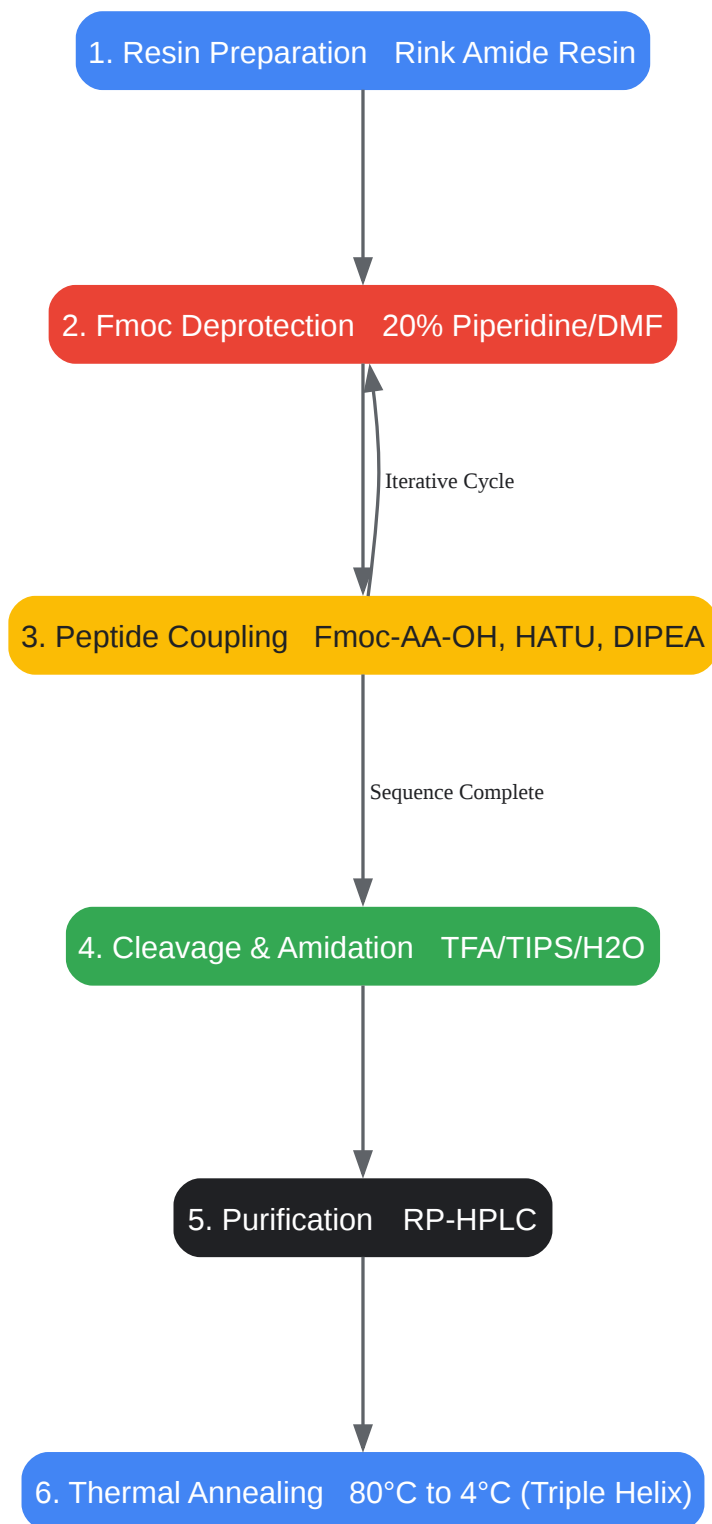 1. Resin Preparation   Rink Amide Resin
2. Fmoc Deprotection   20% Piperidine/DMF
Iterative Cycle
3. Peptide Coupling   Fmoc-AA-OH, HATU, DIPEA
Sequence Complete
4. Cleavage & Amidation   TFA/TIPS/H2O
5. Purification   RP-HPLC
6. Thermal Annealing   80°C to 4°C (Triple Helix)